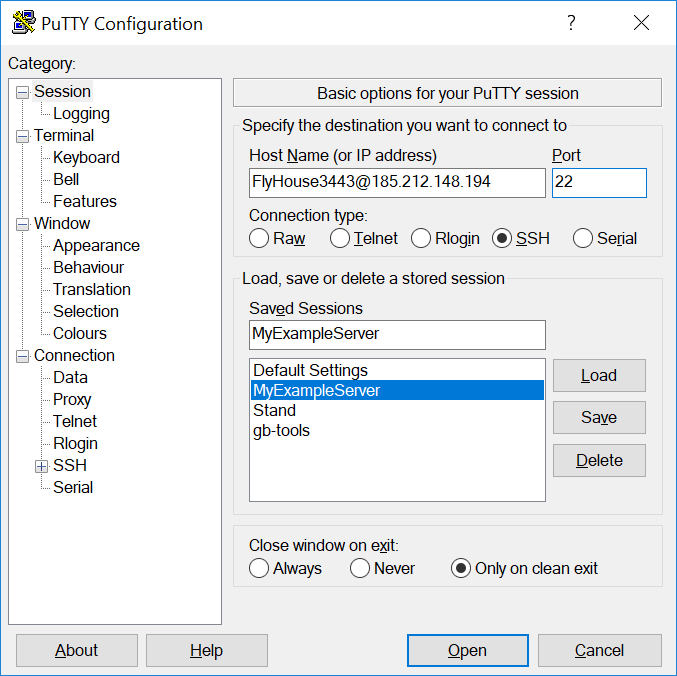 PuTTY Configuration
?
Category:
Session
Logging
Terminal
Keyboard
Bell
Features
Window
Appearance
Behaviour
Translation
Selection
Colours
Connection
Data
Proxy
Telnet
Rlogin
SSH
Serial
Basic options for your PuTTY session
Specify the destination you want to connect to
Host Name (or IP address) Port
FlyHouse3443@185.212.148.194 22
Connection type:
Raw Telnet Rlogin SSH Serial
Load, save or delete a stored session
Saved Sessions
MyExampleServer
Default Settings
MyExampleServer
Stand
gb-tools
Load
Save
Delete
Close window on exit:
Always Never Only on clean exit
About Help Open Cancel